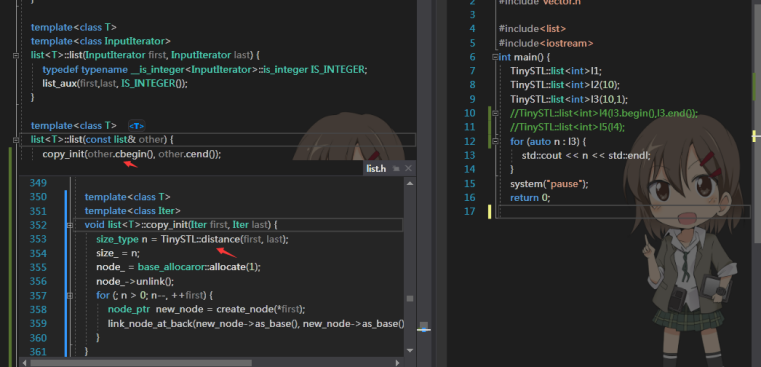 template<class T>
template<class InputIterator>
list<T>::list(InputIterator first, InputIterator last) {
typedef typename __is_integer<InputIterator>::is_integer IS_INTEGER;
list_aux(first,last, IS_INTEGER());
}
template<class T> <T>
list<T>::list(const list& other) {
copy_init(other.cbegin(), other.cend());
list.h
349
350 template<class T>
351 template<class Iter>
352 void list<T>::copy_init(Iter first, Iter last) {
353 size_type n = TinySTL::distance(first, last);
354 size_ = n;
355 node_ = base_allocaror::allocate(1);
356 node_->unlink();
357 for (; n > 0; n--, ++first) {
358 node_ptr new_node = create_node(*first);
359 link_node_at_back(new_node->as_base(), new_node->as_base()
360 }
361 }
2 #include"vector.h"
3
4 #include<list>
5 #include<iostream>
6 int main() {
7 TinySTL::list<int>l1;
8 TinySTL::list<int>l2(10);
9 TinySTL::list<int>l3(10,1);
10 //TinySTL::list<int>l4(l3.begin(),l3.end());
11 //TinySTL::list<int>l5(l4);
12 for (auto n : l3) {
13 std::cout << n << std::endl;
14 }
15 system("pause");
16 return 0;
17